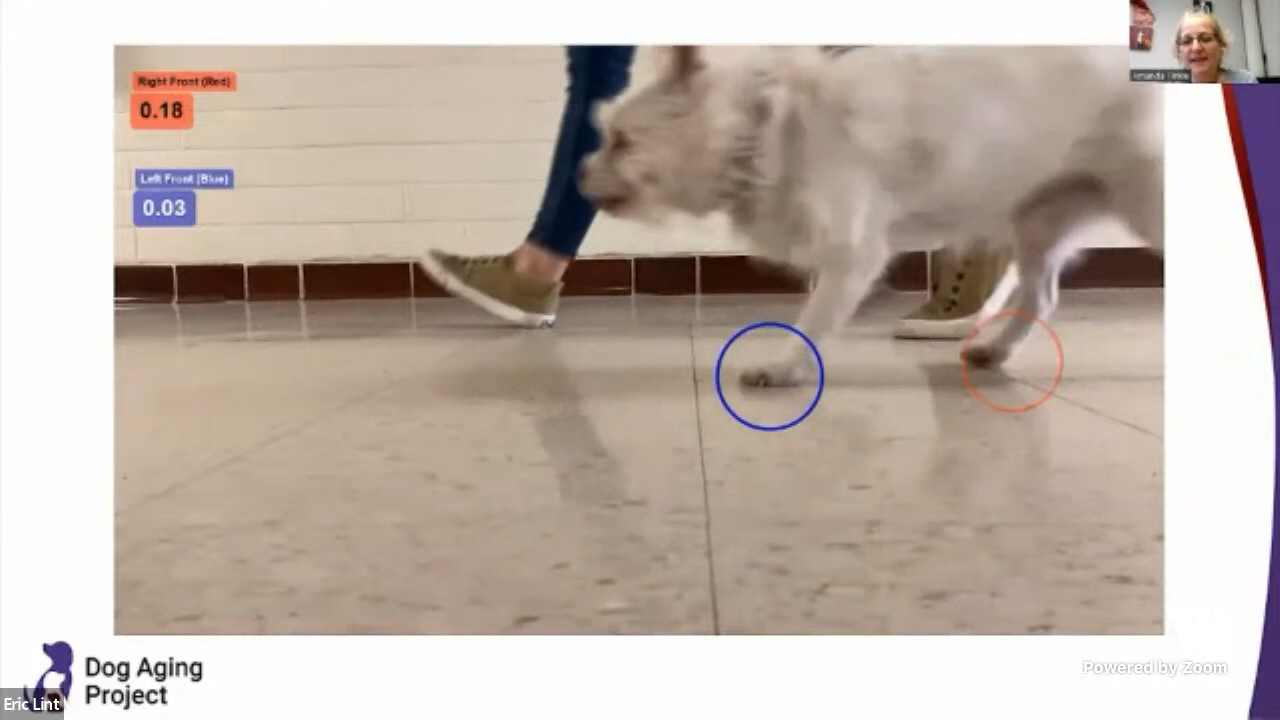 Right Front (Red)
0.18
Left Front (Blue)
0.03
Dog Aging
Project
Eric Lint
Powered by Zoom